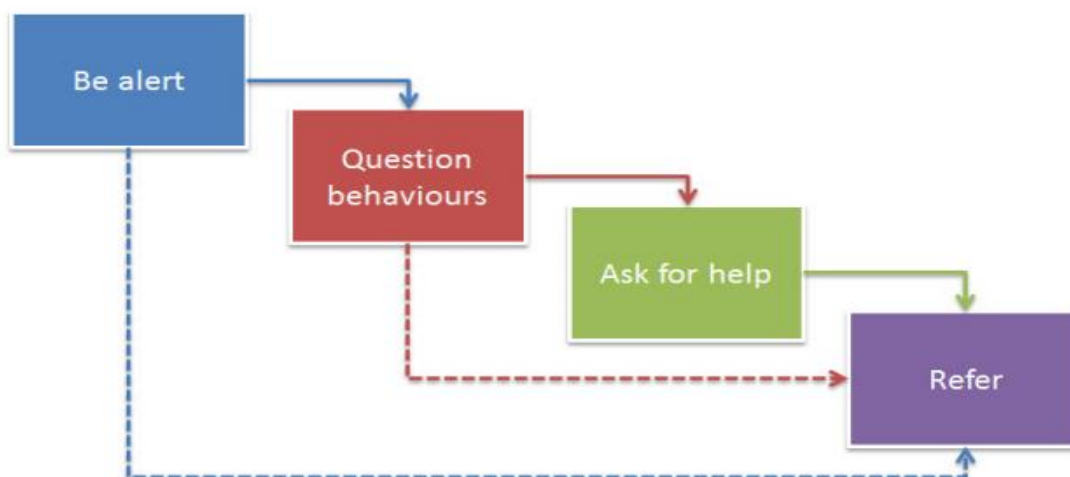 Be alert
Question
behaviours
Ask for help
Refer